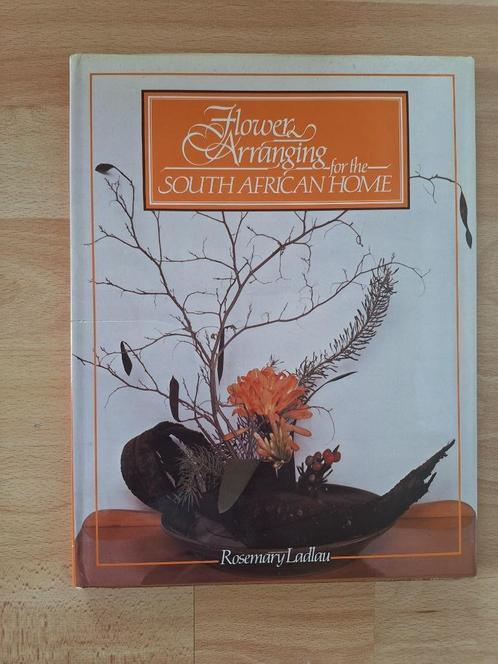 Flower
Arranging
for the
SOUTH AFRICAN HOME
Rosemary Ladlau